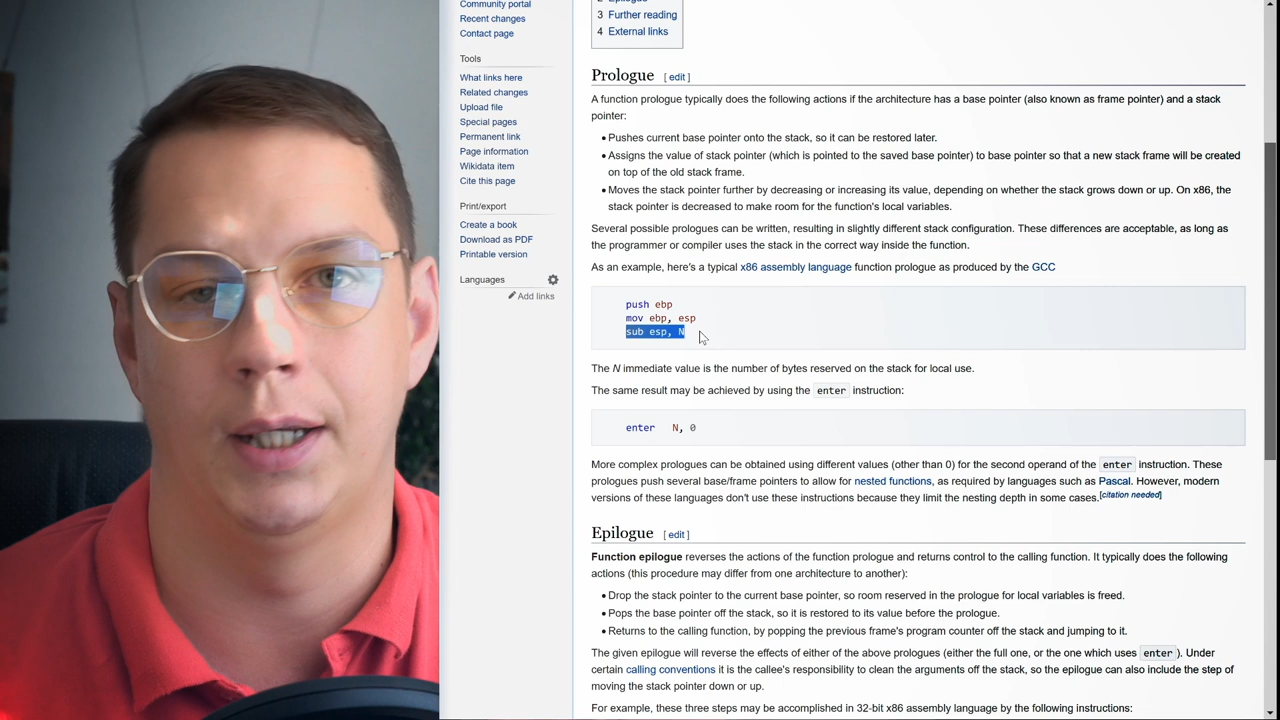 Community portal
Recent changes
Contact page
Tools
What links here
Related changes
Upload file
Special pages
Permanent link
Page information
Wikidata item
Cite this page
Print/export
Create a book
Download as PDF
Printable version
Languages
Add links
3 Further reading
4 External links
Prologue [ edit ]
A function prologue typically does the following actions if the architecture has a base pointer (also known as frame pointer) and a stack
pointer:
• Pushes current base pointer onto the stack, so it can be restored later.
• Assigns the value of stack pointer (which is pointed to the saved base pointer) to base pointer so that a new stack frame will be created
on top of the old stack frame.
• Moves the stack pointer further by decreasing or increasing its value, depending on whether the stack grows down or up. On x86, the
stack pointer is decreased to make room for the function's local variables.
Several possible prologues can be written, resulting in slightly different stack configuration. These differences are acceptable, as long as
the programmer or compiler uses the stack in the correct way inside the function.
As an example, here's a typical x86 assembly language function prologue as produced by the GCC
push ebp
mov ebp, esp
sub esp, N
The N immediate value is the number of bytes reserved on the stack for local use.
The same result may be achieved by using the enter instruction:
enter N, 0
More complex prologues can be obtained using different values (other than 0) for the second operand of the enter instruction. These
prologues push several base/frame pointers to allow for nested functions, as required by languages such as Pascal. However, modern
versions of these languages don't use these instructions because they limit the nesting depth in some cases.[citation needed]
Epilogue [ edit ]
Function epilogue reverses the actions of the function prologue and returns control to the calling function. It typically does the following
actions (this procedure may differ from one architecture to another):
• Drop the stack pointer to the current base pointer, so room reserved in the prologue for local variables is freed.
• Pops the base pointer off the stack, so it is restored to its value before the prologue.
• Returns to the calling function, by popping the previous frame's program counter off the stack and jumping to it.
The given epilogue will reverse the effects of either of the above prologues (either the full one, or the one which uses enter ). Under
certain calling conventions it is the callee's responsibility to clean the arguments off the stack, so the epilogue can also include the step of
moving the stack pointer down or up.
For example, these three steps may be accomplished in 32-bit x86 assembly language by the following instructions: